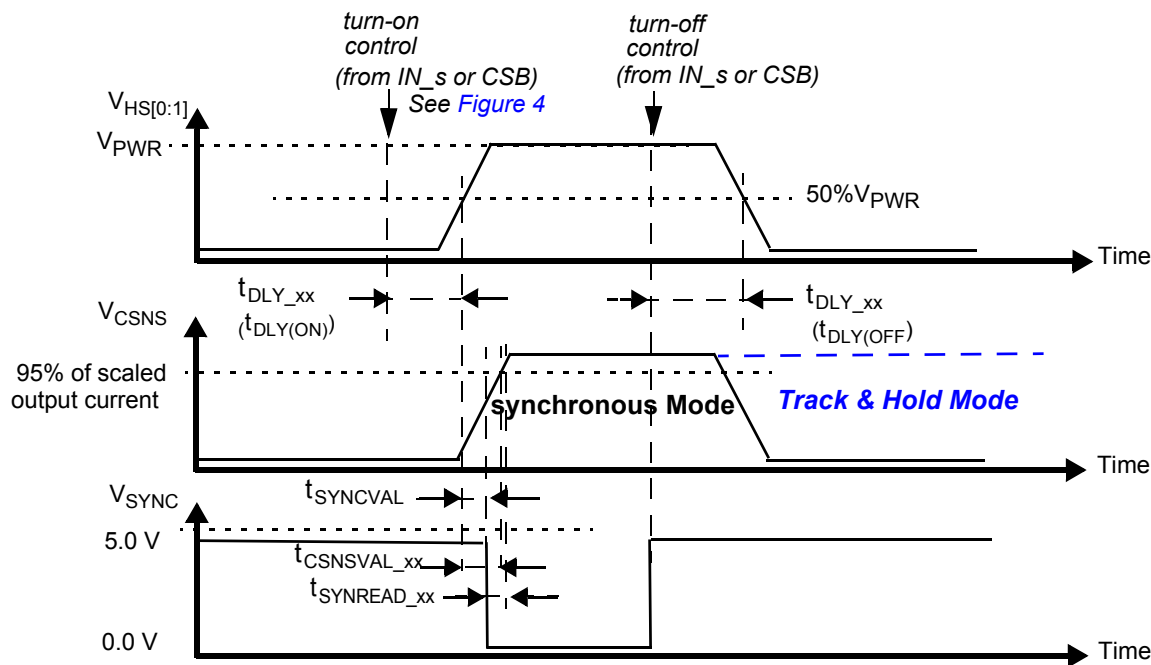 turn-on
control
(from IN_s or CSB)
See Figure 4
turn-off
control
(from IN_s or CSB)
VHS[0:1]
VPWR
50%VPWR
Time
tDLY_xx
(tDLY(ON))
tDLY_xx
(tDLY(OFF)
VCSNS
95% of scaled
output current
synchronous Mode
Track & Hold Mode
Time
tSYNCVAL
VSYNC
5.0 V
tCSNSVAL_xx
tSYNREAD_xx
0.0 V
Time